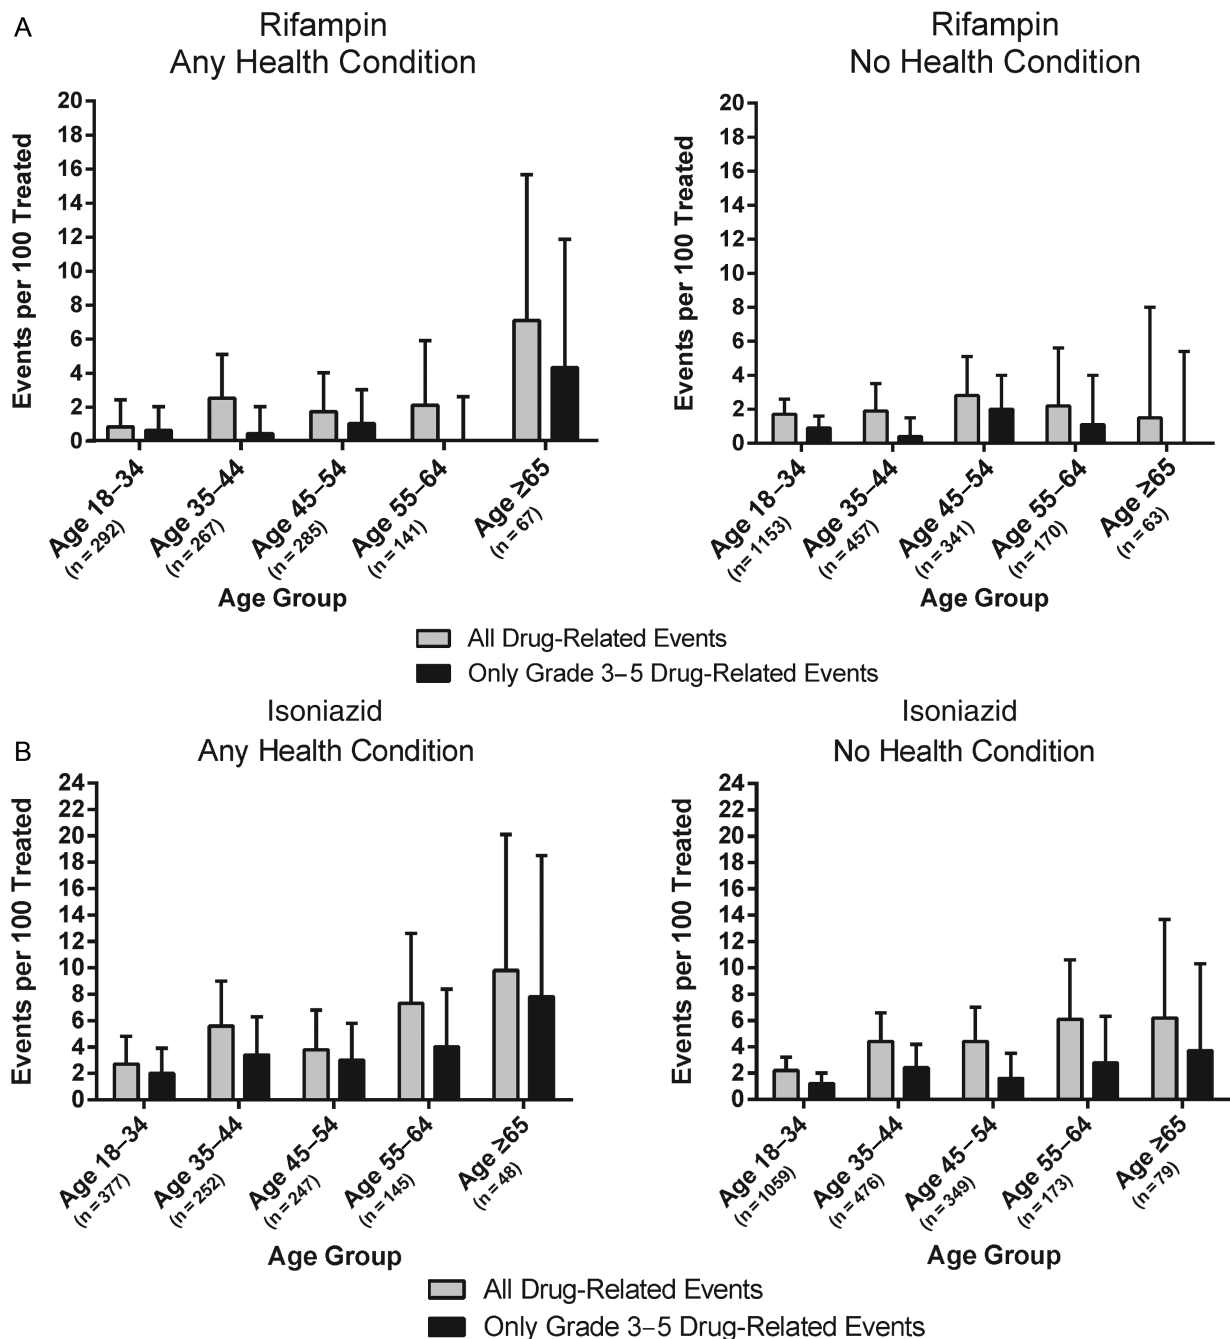 A
Rifampin
Any Health Condition
Rifampin
No Health Condition
Events per 100 Treated
20
18
16
14
12
10
8
6
4
2
0
Age 18–34
(n = 292)
Age 35–44
(n = 267)
Age 45–54
(n = 285)
Age 55–64
(n = 141)
Age ≥65
(n = 67)
Age Group
Events per 100 Treated
20
18
16
14
12
10
8
6
4
2
0
Age 18–34
(n = 1153)
Age 35–44
(n = 457)
Age 45–54
(n = 341)
Age 55–64
(n = 170)
Age ≥65
(n = 63)
Age Group
All Drug-Related Events
Only Grade 3–5 Drug-Related Events
B
Isoniazid
Any Health Condition
Isoniazid
No Health Condition
Events per 100 Treated
24
22
20
18
16
14
12
10
8
6
4
2
0
Age 18–34
(n = 377)
Age 35–44
(n = 252)
Age 45–54
(n = 247)
Age 55–64
(n = 145)
Age ≥65
(n = 48)
Age Group
Events per 100 Treated
24
22
20
18
16
14
12
10
8
6
4
2
0
Age 18–34
(n = 1059)
Age 35–44
(n = 476)
Age 45–54
(n = 349)
Age 55–64
(n = 173)
Age ≥65
(n = 79)
Age Group
All Drug-Related Events
Only Grade 3–5 Drug-Related Events